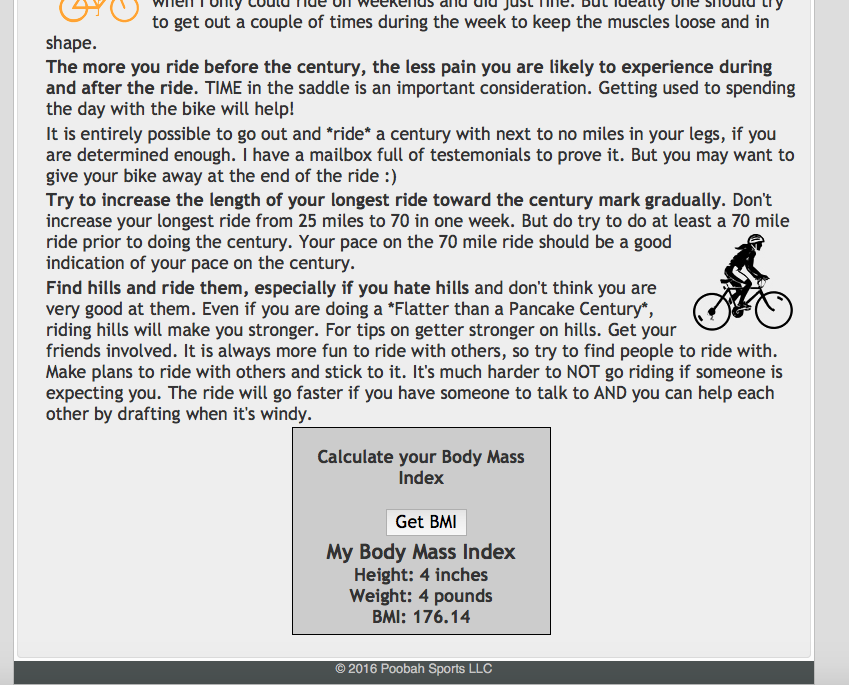 when I only could ride on weekends and did just fine. But ideally one should try
to get out a couple of times during the week to keep the muscles loose and in
shape.
The more you ride before the century, the less pain you are likely to experience during
and after the ride. TIME in the saddle is an important consideration. Getting used to spending
the day with the bike will help!
It is entirely possible to go out and *ride* a century with next to no miles in your legs, if you
are determined enough. I have a mailbox full of testemonials to prove it. But you may want to
give your bike away at the end of the ride :)
Try to increase the length of your longest ride toward the century mark gradually. Don't
increase your longest ride from 25 miles to 70 in one week. But do try to do at least a 70 mile
ride prior to doing the century. Your pace on the 70 mile ride should be a good
indication of your pace on the century.
Find hills and ride them, especially if you hate hills and don't think you are
very good at them. Even if you are doing a *Flatter than a Pancake Century*,
riding hills will make you stronger. For tips on getter stronger on hills. Get your
friends involved. It is always more fun to ride with others, so try to find people to ride with.
Make plans to ride with others and stick to it. It's much harder to NOT go riding if someone is
expecting you. The ride will go faster if you have someone to talk to AND you can help each
other by drafting when it's windy.
Calculate your Body Mass
Index
Get BMI
My Body Mass Index
Height: 4 inches
Weight: 4 pounds
BMI: 176.14
© 2016 Poobah Sports LLC